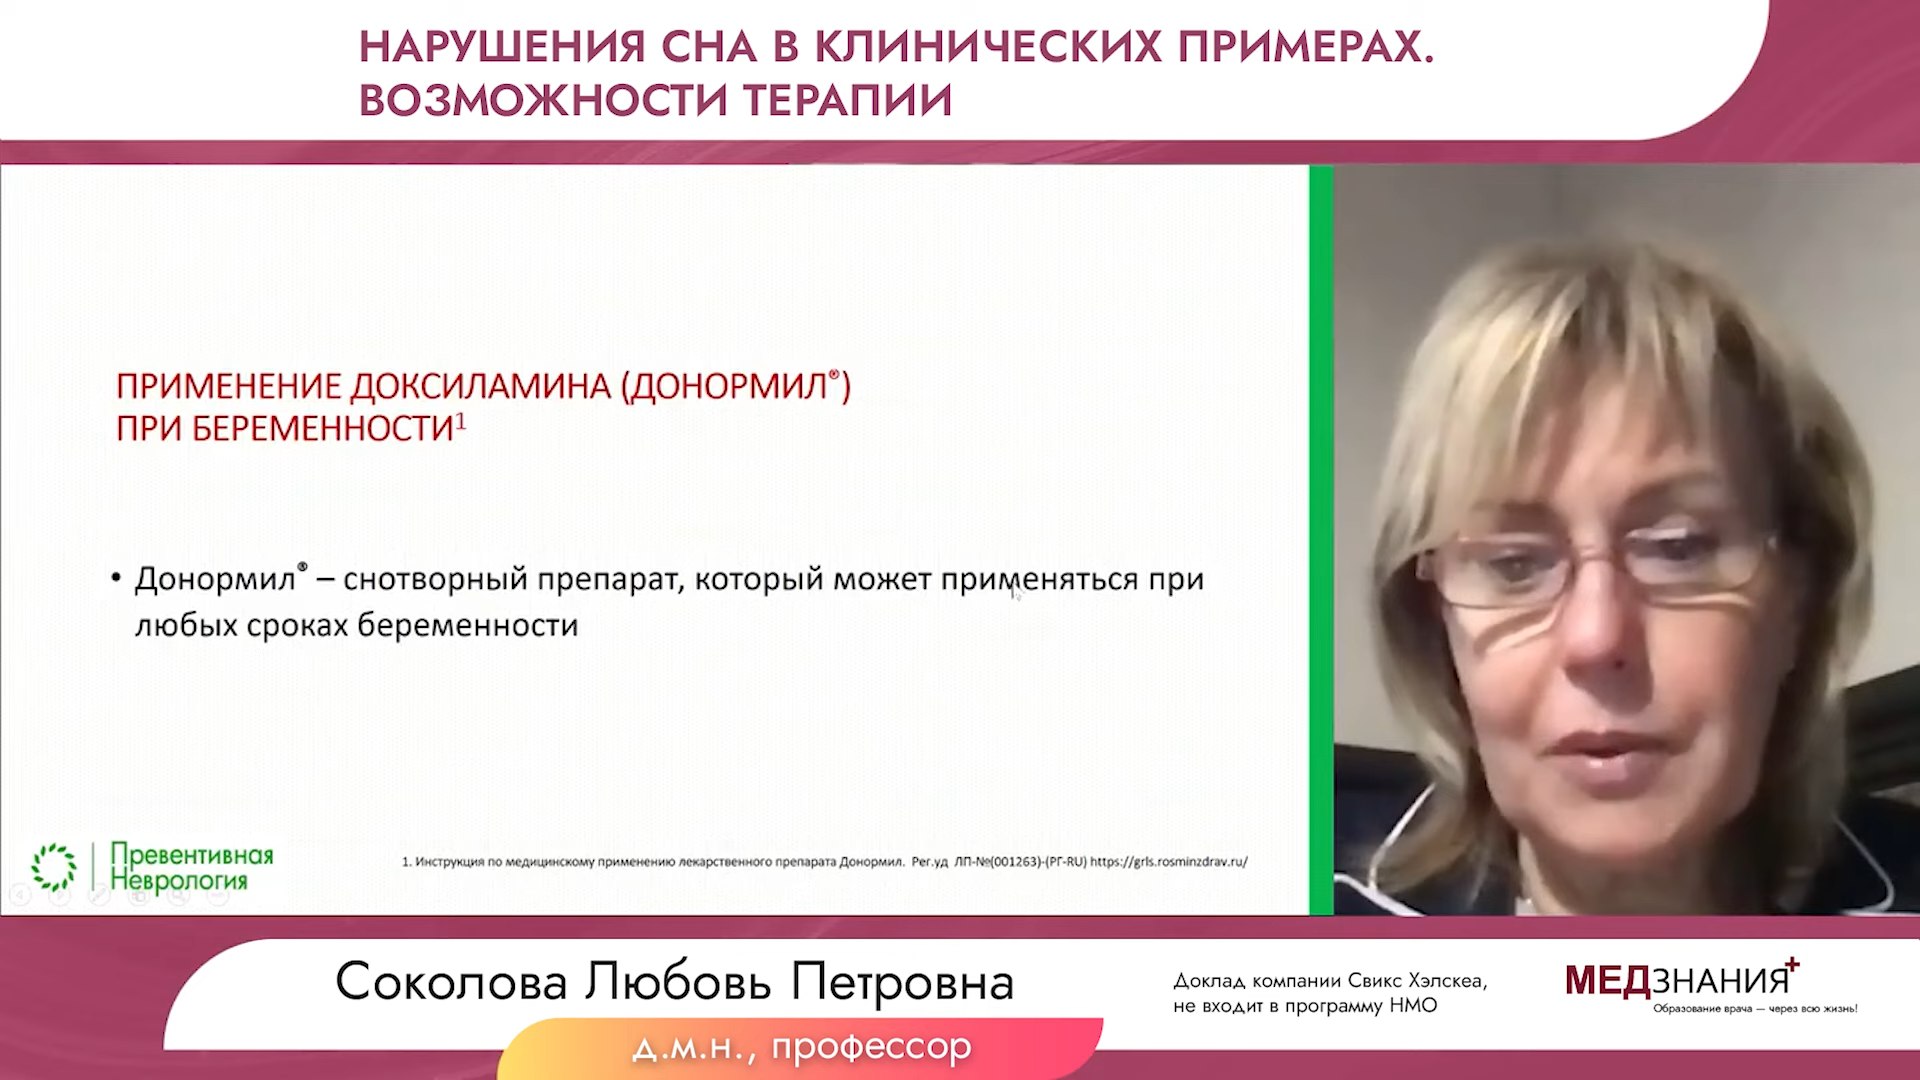 НАРУШЕНИЯ СНА В КЛИНИЧЕСКИХ ПРИМЕРАХ.
ВОЗМОЖНОСТИ ТЕРАПИИ
ПРИМЕНЕНИЕ ДОКСИЛАМИНА (ДОНОРМИЛ®)
ПРИ БЕРЕМЕННОСТИ¹
• Донормил® – снотворный препарат, который может применяться при
любых сроках беременности
Превентивная
Неврология
1. Инструкция по медицинскому применению лекарственного препарата Донормил. Рег.уд ЛП-№(001263)-(РГ-RU) https://grls.rosminzdrav.ru/
Соколова Любовь Петровна
д.м.н., профессор
Доклад компании Свикс Хэлскеа,
не входит в программу НМО
МЕДЗНАНИЯ+
Образование врача — через всю жизнь!